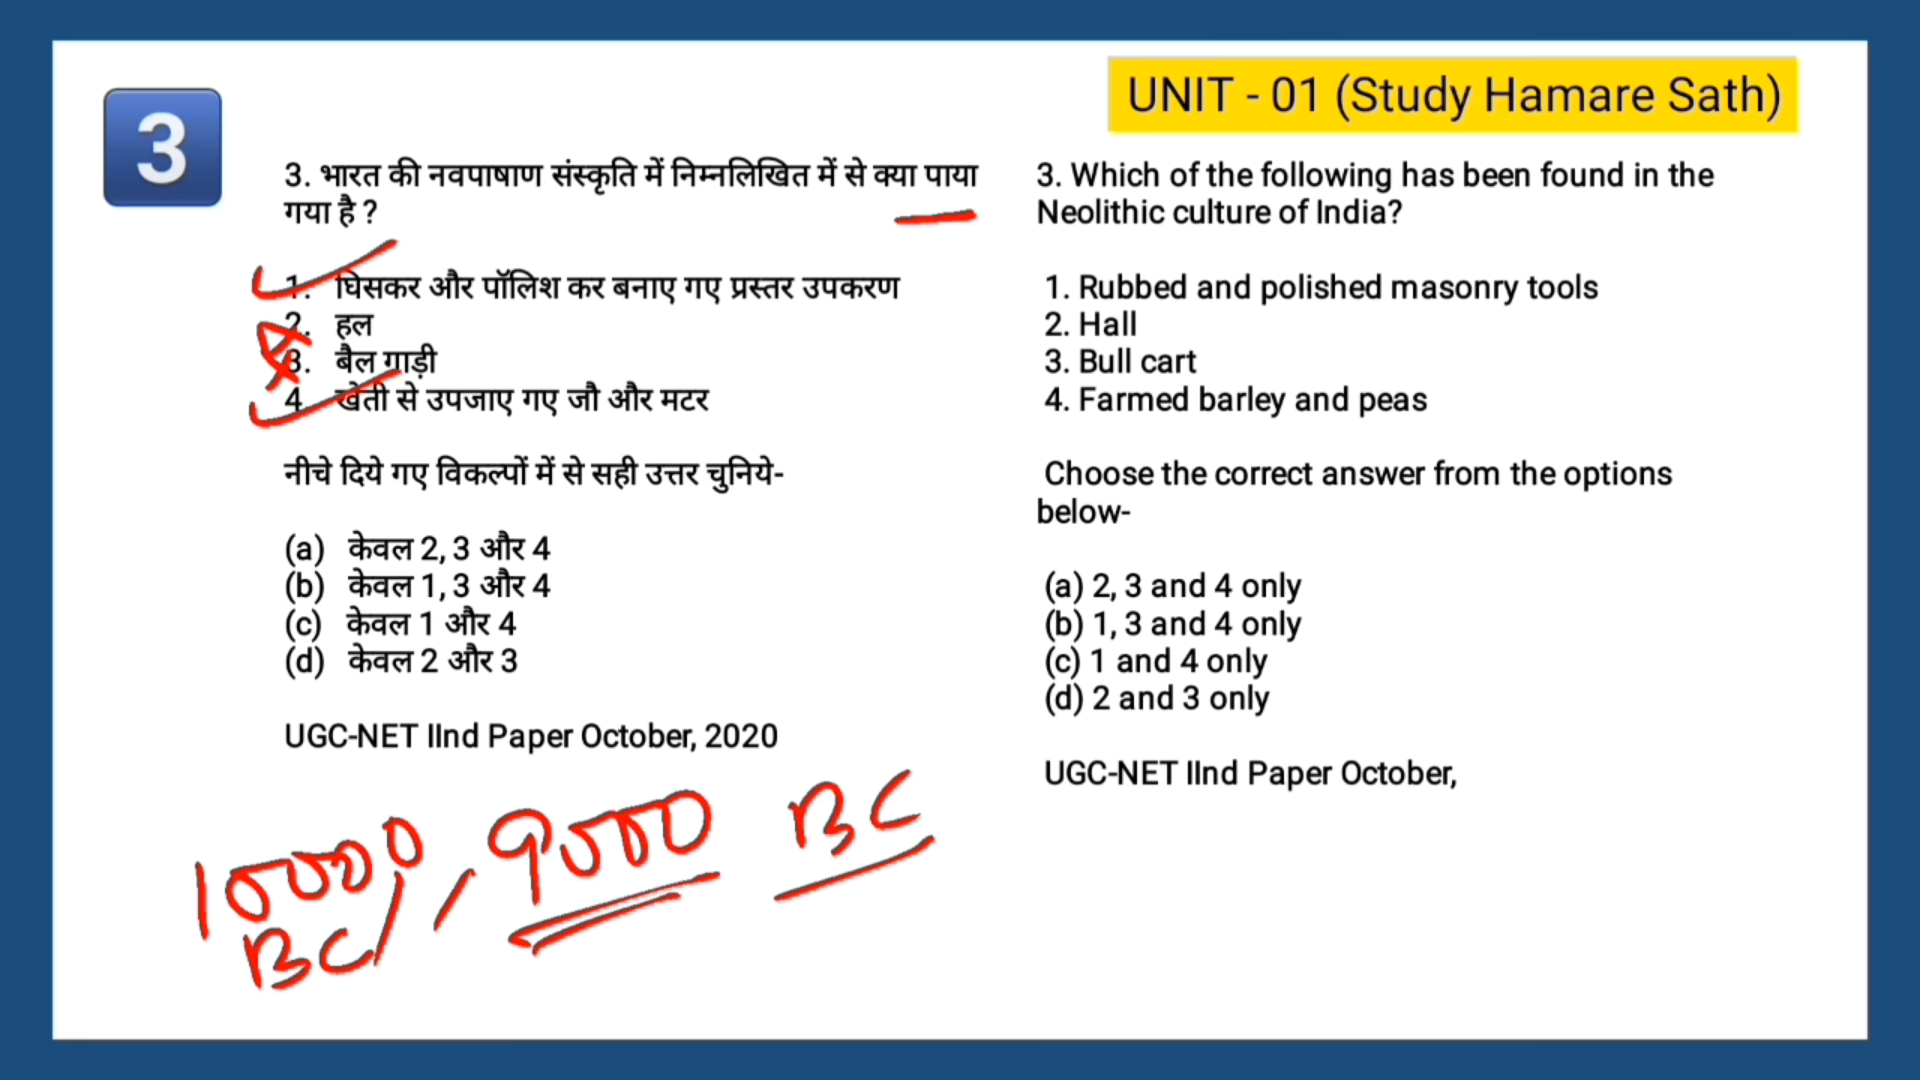 UNIT - 01 (Study Hamare Sath)
3
3. भारत की नवपाषाण संस्कृति में निम्नलिखित में से क्या पाया
गया है ?
1. घिसकर और पॉलिश कर बनाए गए प्रस्तर उपकरण
2. हल
3. बैल गाड़ी
4 खेती से उपजाए गए जौ और मटर
नीचे दिये गए विकल्पों में से सही उत्तर चुनिये-
(a) केवल 2, 3 और 4
(b) केवल 1, 3 और 4
(c) केवल 1 और 4
(d) केवल 2 और 3
UGC-NET IInd Paper October, 2020
10000 BC/, 9000 BC
3. Which of the following has been found in the
Neolithic culture of India?
1. Rubbed and polished masonry tools
2. Hall
3. Bull cart
4. Farmed barley and peas
Choose the correct answer from the options
below-
(a) 2, 3 and 4 only
(b) 1, 3 and 4 only
(c) 1 and 4 only
(d) 2 and 3 only
UGC-NET IInd Paper October,